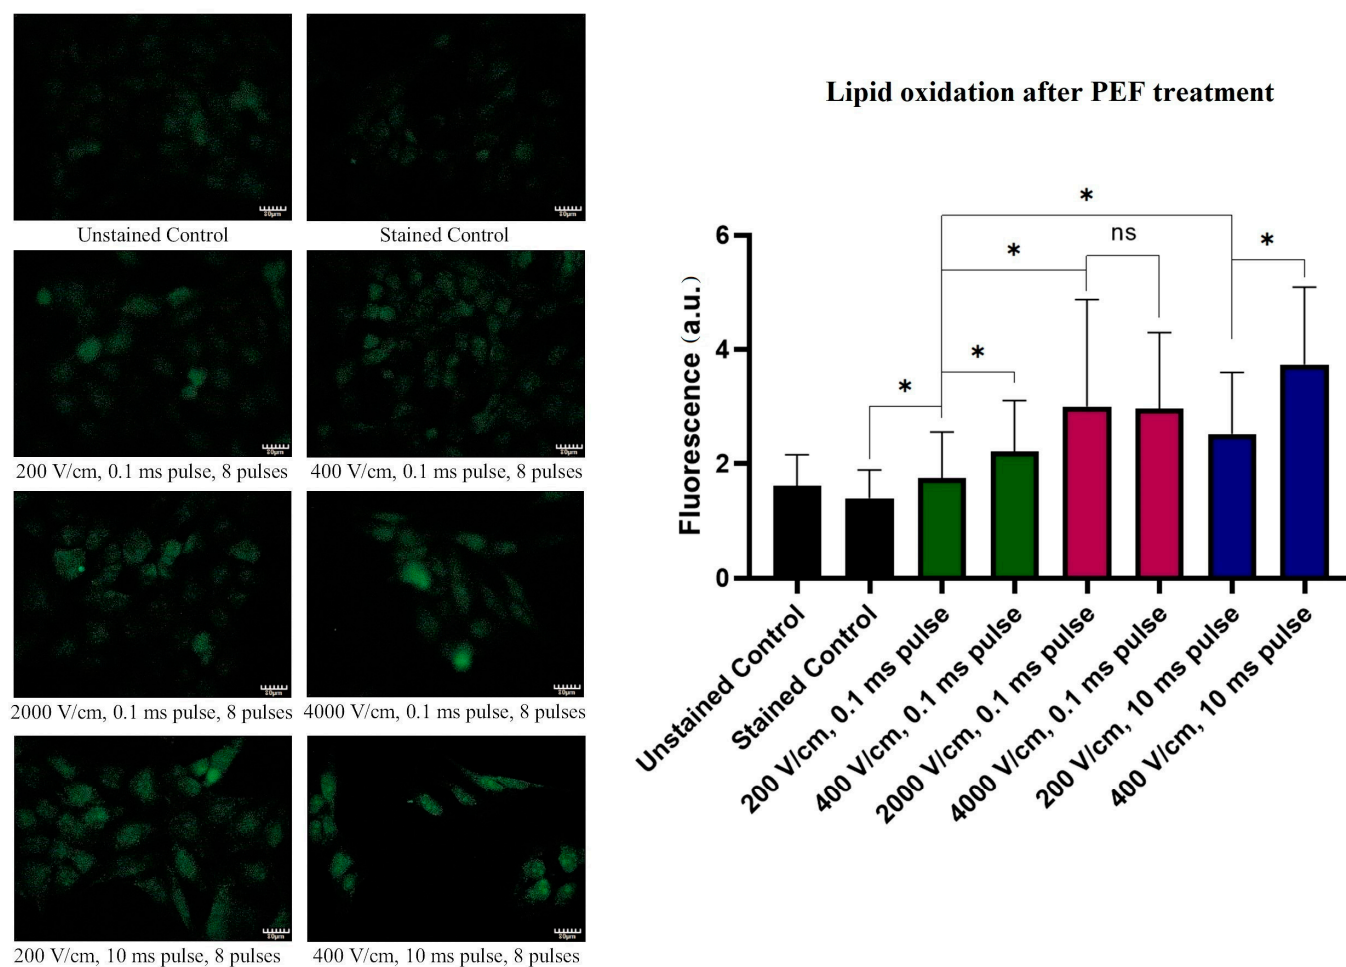 Unstained Control
Stained Control
200 V/cm, 0.1 ms pulse, 8 pulses
400 V/cm, 0.1 ms pulse, 8 pulses
2000 V/cm, 0.1 ms pulse, 8 pulses
4000 V/cm, 0.1 ms pulse, 8 pulses
200 V/cm, 10 ms pulse, 8 pulses
400 V/cm, 10 ms pulse, 8 pulses
Lipid oxidation after PEF treatment
*
*
ns
*
*
*
6
4
2
0
Fluorescence (a.u.)
Unstained Control
Stained Control
200 V/cm, 0.1 ms pulse
400 V/cm, 0.1 ms pulse
2000 V/cm, 0.1 ms pulse
4000 V/cm, 0.1 ms pulse
200 V/cm, 10 ms pulse
400 V/cm, 10 ms pulse